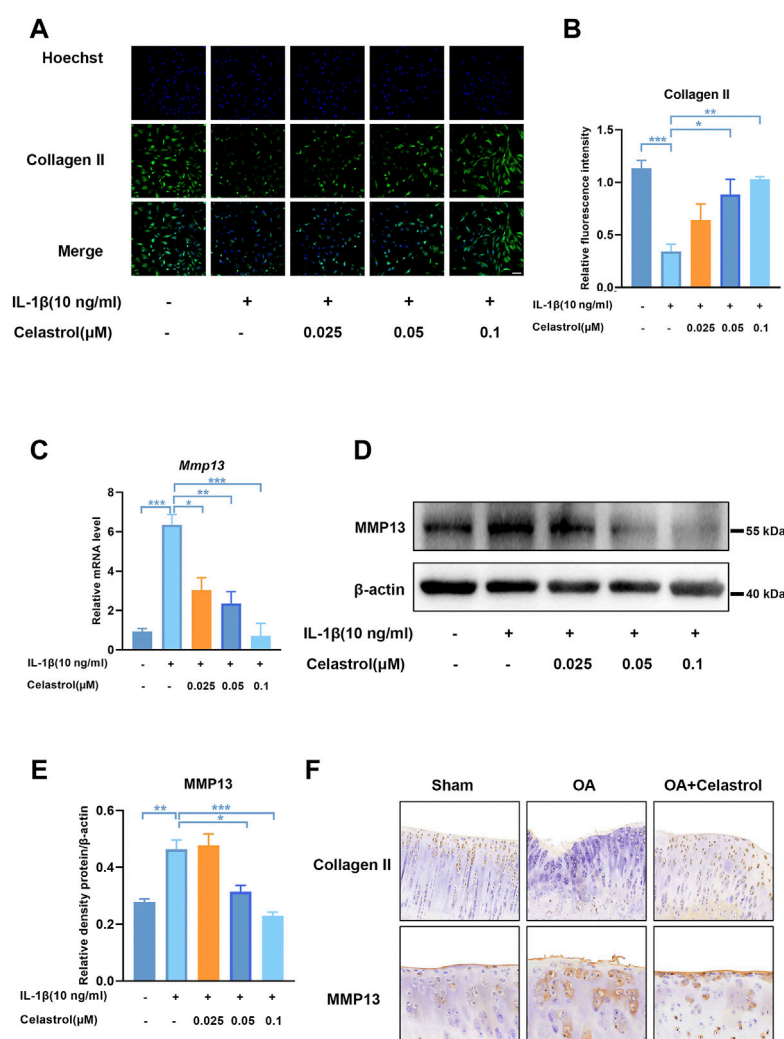 A
Hoechst
Collagen II
Merge
IL-1β(10 ng/ml) - + + + +
Celastrol(μM) - - 0.025 0.05 0.1
B
Collagen II
Relative fluorescence intensity
1.5
1.0
0.5
0.0
***
*
**
IL-1β(10 ng/ml) - + + + +
Celastrol(μM) - - 0.025 0.05 0.1
C
Mmp13
Relative mRNA level
8
6
4
2
0
***
*
**
***
IL-1β(10 ng/ml) - + + + +
Celastrol(μM) - - 0.025 0.05 0.1
D
MMP13
55 kDa
β-actin
40 kDa
IL-1β(10 ng/ml) - + + + +
Celastrol(μM) - - 0.025 0.05 0.1
E
MMP13
Relative density protein/β-actin
0.6
0.4
0.2
0.0
**
***
*
IL-1β(10 ng/ml) - + + + +
Celastrol(μM) - - 0.025 0.05 0.1
F
Sham OA OA+Celastrol
Collagen II
MMP13